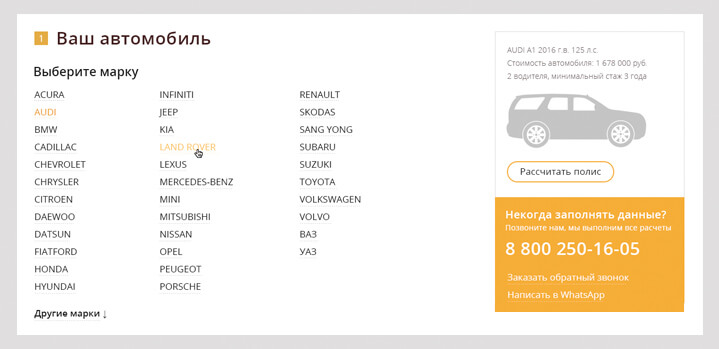 1 Ваш автомобиль
Выберите марку
ACURA
AUDI
BMW
CADILLAC
CHEVROLET
CHRYSLER
CITROEN
DAEWOO
DATSUN
FIATFORD
HONDA
HYUNDAI
INFINITI
JEEP
KIA
LAND ROVER
LEXUS
MERCEDES-BENZ
MINI
MITSUBISHI
NISSAN
OPEL
PEUGEOT
PORSCHE
RENAULT
SKODAS
SANG YONG
SUBARU
SUZUKI
TOYOTA
VOLKSWAGEN
VOLVO
ВАЗ
УАЗ
Другие марки ↓
AUDI A1 2016 г.в. 125 л.с.
Стоимость автомобиля: 1 678 000 руб
2 водителя, минимальный стаж 3 года
Рассчитать полис
Некогда заполнять данные?
Позвоните нам, мы выполним все расчеты
8 800 250-16-05
Заказать обратный звонок
Написать в WhatsApp